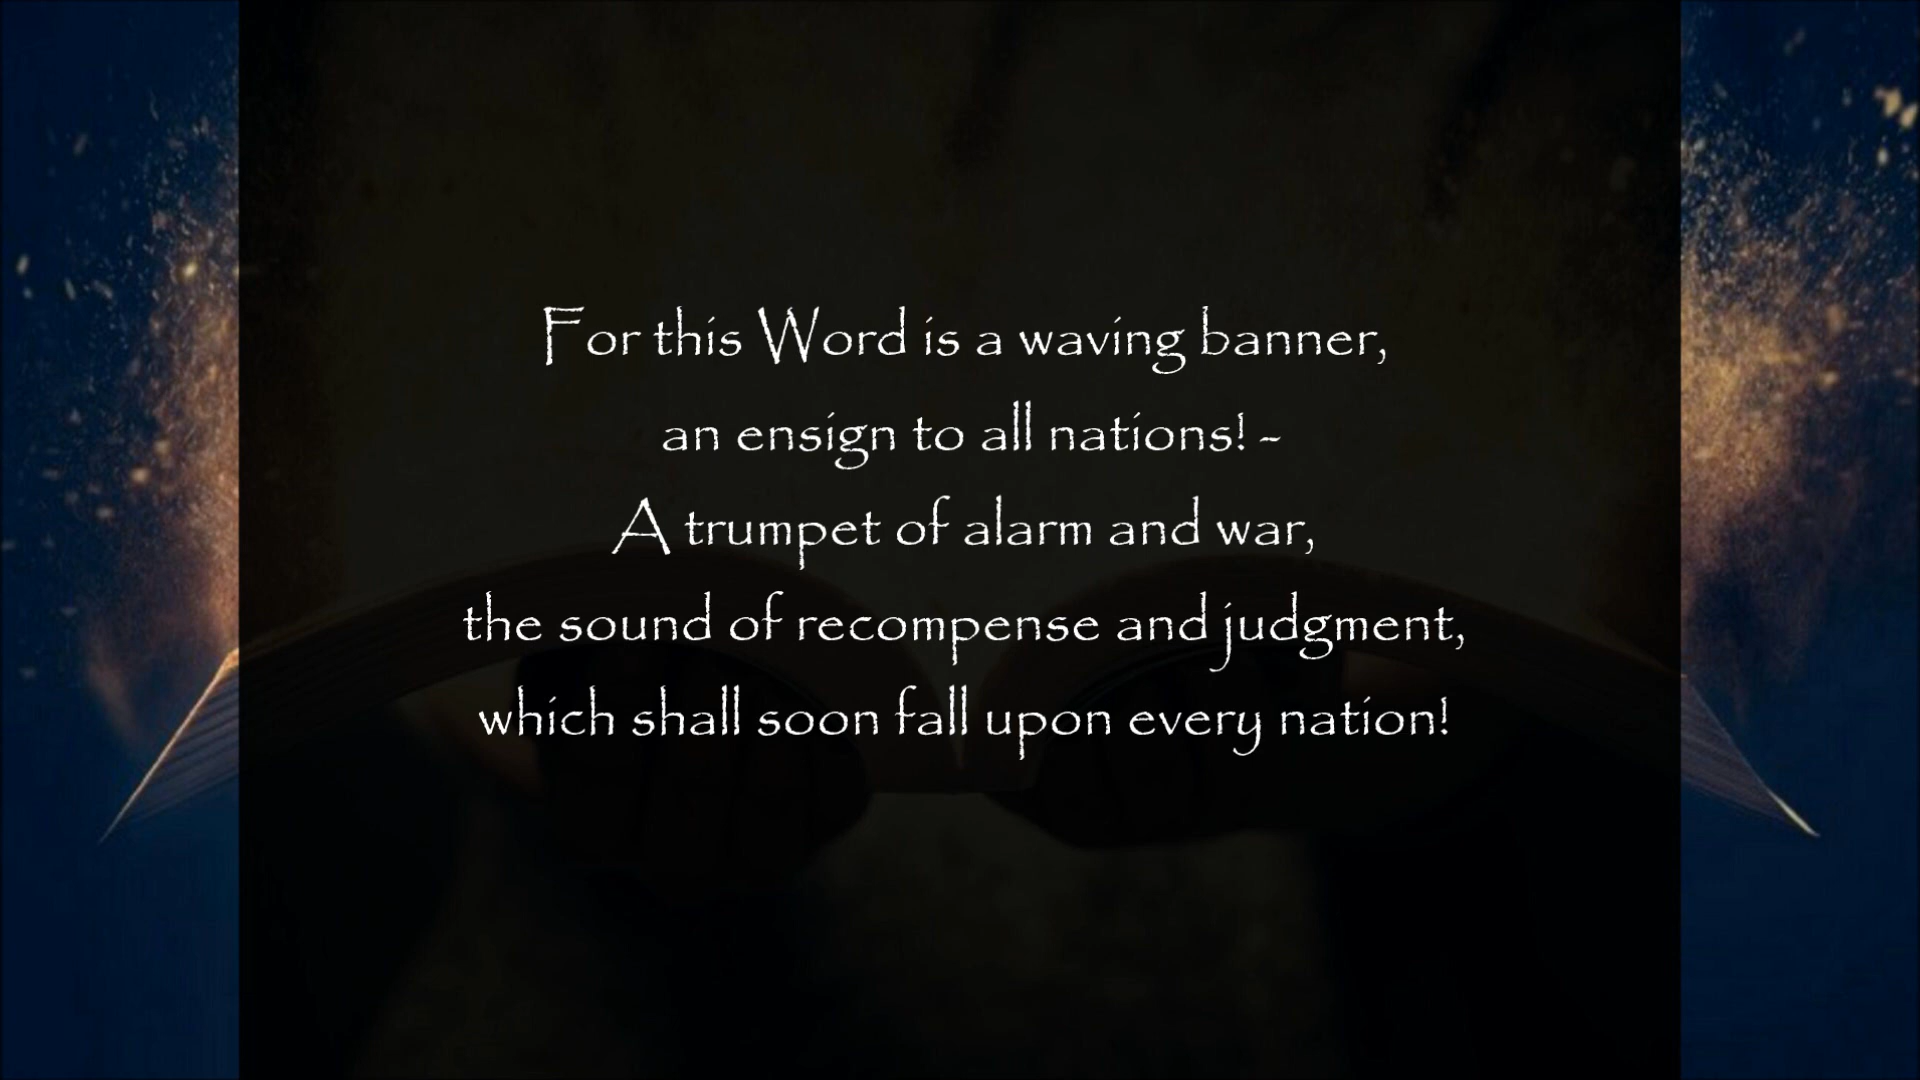 For this Word is a waving banner,
an ensign to all nations! -
A trumpet of alarm and war,
the sound of recompense and judgment,
which shall soon fall upon every nation!